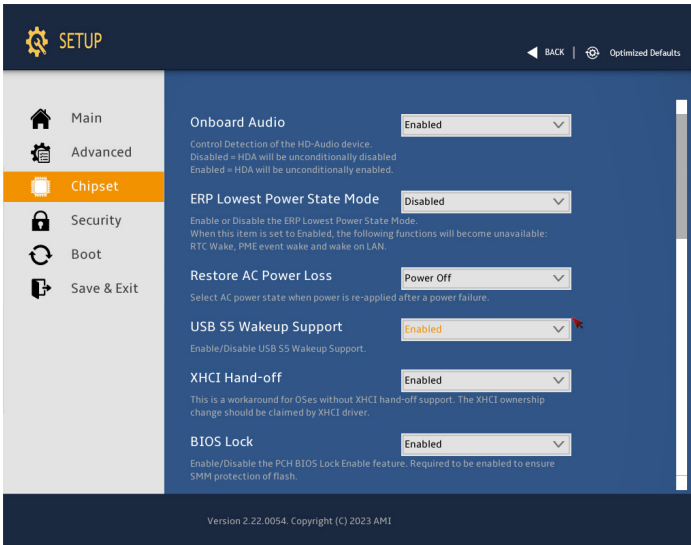 SETUP
BACK | Optimized Defaults
Main
Advanced
Chipset
Security
Boot
Save & Exit
Onboard Audio Enabled
Control Detection of the HD-Audio device.
Disabled = HDA will be unconditionally disabled
Enabled = HDA will be unconditionally enabled.
ERP Lowest Power State Mode Disabled
Enable or Disable the ERP Lowest Power State Mode.
When this item is set to Enabled, the following functions will become unavailable:
RTC Wake, PME event wake and wake on LAN.
Restore AC Power Loss Power Off
Select AC power state when power is re-applied after a power failure.
USB S5 Wakeup Support Enabled
Enable/Disable USB S5 Wakeup Support.
XHCI Hand-off Enabled
This is a workaround for OSes without XHCI hand-off support. The XHCI ownership
change should be claimed by XHCI driver.
BIOS Lock Enabled
Enable/Disable the PCH BIOS Lock Enable feature. Required to be enabled to ensure
SMM protection of flash.
Version 2.22.0054. Copyright (C) 2023 AMI